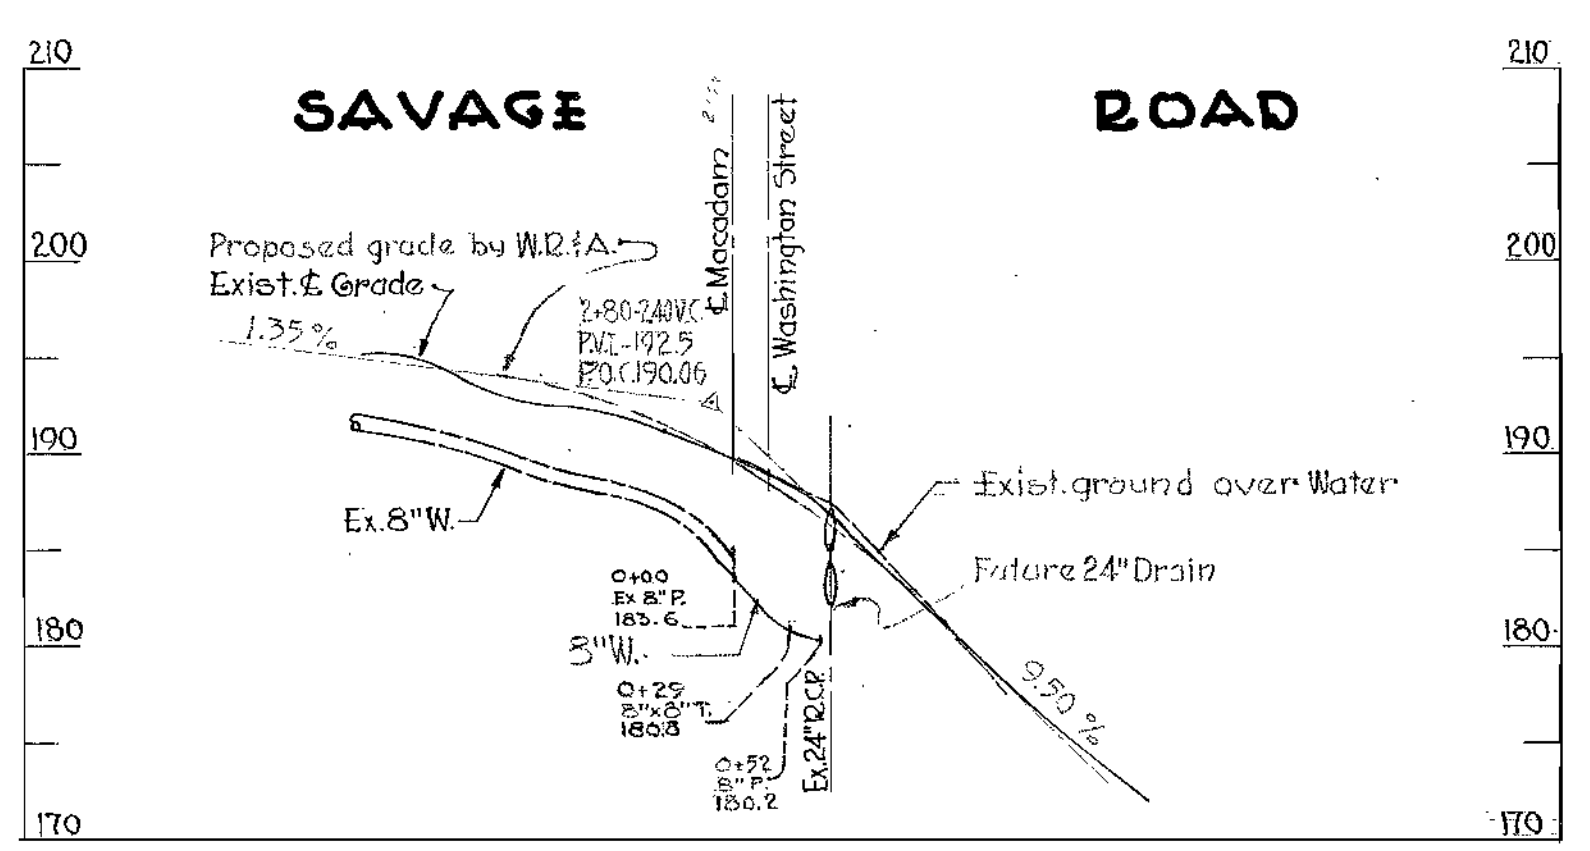 210
210
SAVAGE ROAD
℄ Macadam
℄ Washington Street
200
200
Proposed grade by W.R.&A.
Exist. ℄ Grade
1.35%
2+80-240V.C.
P.V.I.-192.5
P.O.C.190.06
190
190
Exist. ground over Water
Ex. 8" W.
Future 24" Drain
0+00
Ex 8" P.
183.6
180
180
8" W.
9.50%
0+29
8"x8" T.
180.8
Ex. 24" R.C.P.
0+52
8" P.
180.2
170
170